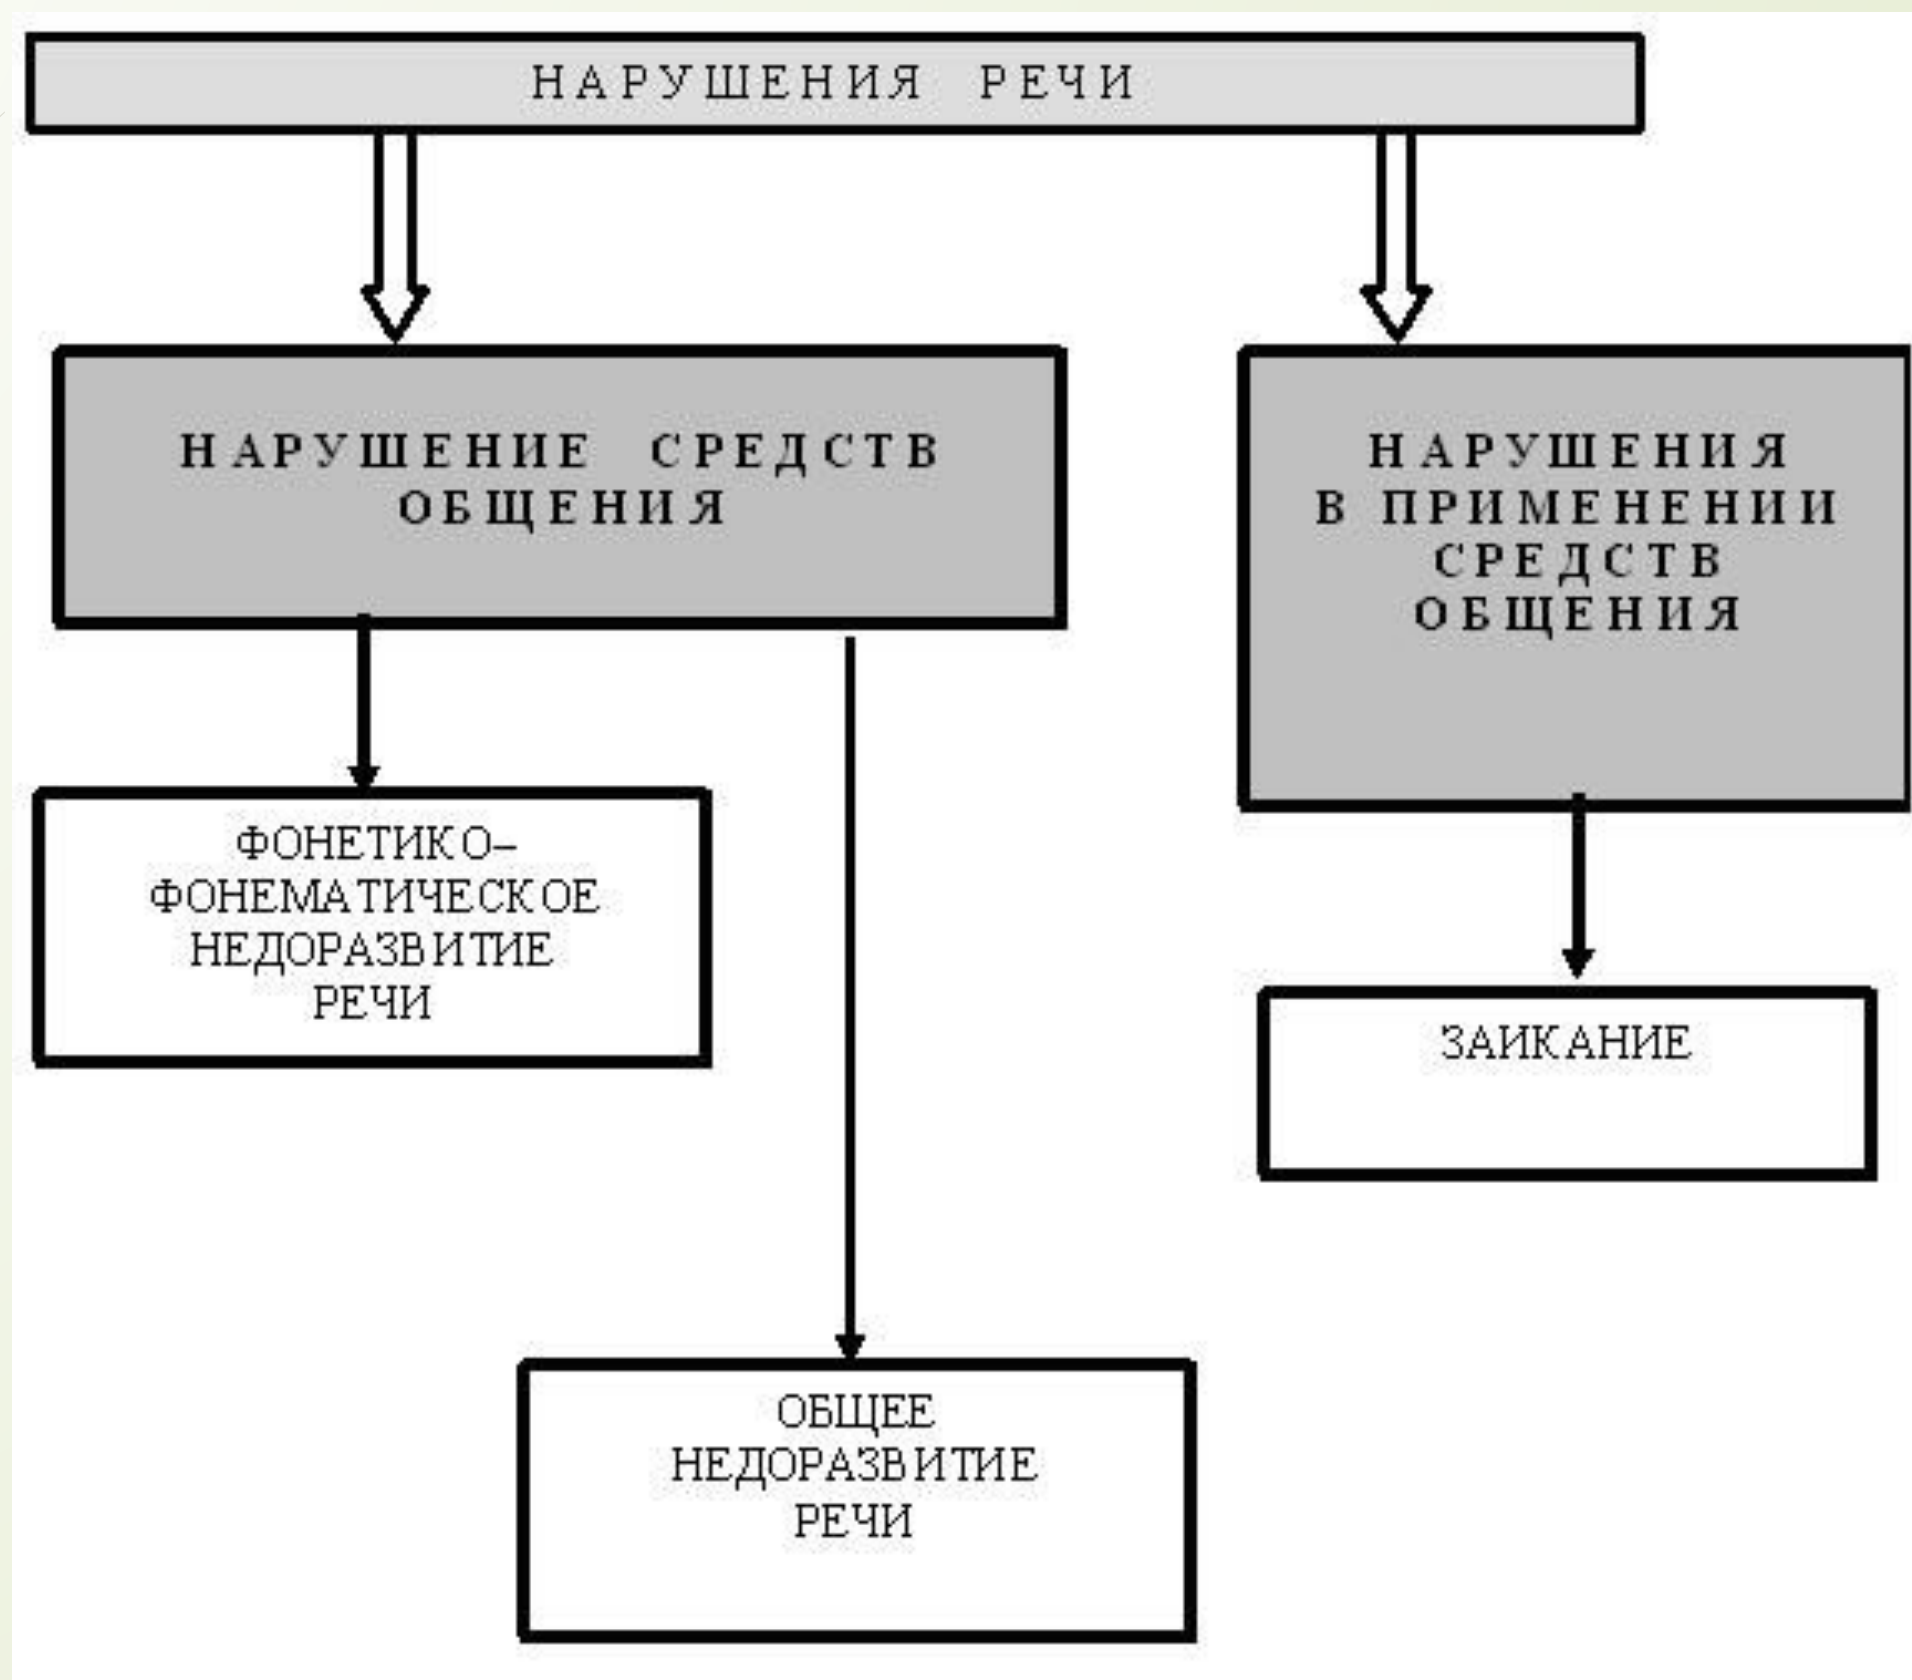 НАРУШЕНИЯ РЕЧИ
НАРУШЕНИЕ СРЕДСТВ
ОБЩЕНИЯ
НАРУШЕНИЯ
В ПРИМЕНЕНИИ
СРЕДСТВ
ОБЩЕНИЯ
ФОНЕТИКО–
ФОНЕМАТИЧЕСКОЕ
НЕДОРАЗВИТИЕ
РЕЧИ
ЗАИКАНИЕ
ОБЩЕЕ
НЕДОРАЗВИТИЕ
РЕЧИ